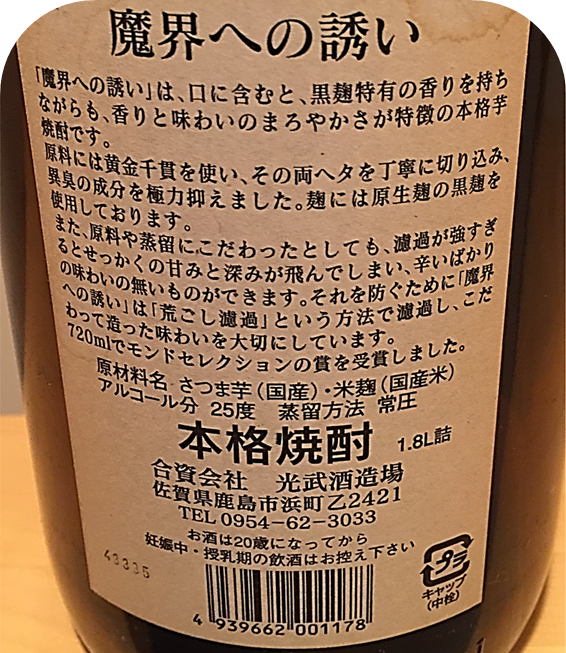 魔界への誘い
「魔界への誘い」は、口に含むと、黒麹特有の香りを持ち
ながらも、香りと味わいのまろやかさが特徴の本格芋
焼酎です。
原料には黄金千貫を使い、その両ヘタを丁寧に切り込み、
異臭の成分を極力抑えました。麹には原生麹の黒麹を
使用しております。
また、原料や蒸留にこだわったとしても、濾過が強すぎ
るとせっかくの甘みと深みが飛んでしまい、辛いばかり
の味わいの無いものができます。それを防ぐために「魔界
への誘い」は「荒ごし濾過」という方法で濾過し、こだ
わって造った味わいを大切にしています。
720mlでモンドセレクションの賞を受賞しました。
原材料名 さつま芋(国産)・米麹(国産米)
アルコール分 25度 蒸留方法 常圧
本格焼酎 1.8L詰
合資会社 光武酒造場
佐賀県鹿島市浜町乙2421
TEL 0954-62-3033
お酒は20歳になってから
妊娠中・授乳期の飲酒はお控え下さい
43335
プラ
キャップ
(中栓)
4 939662 001178